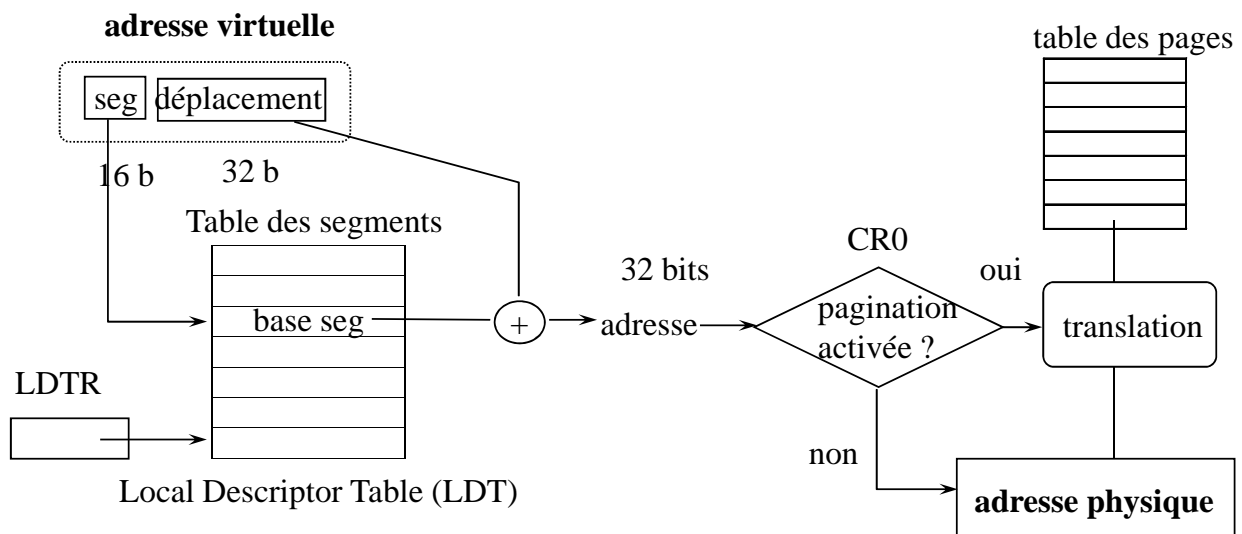 adresse virtuelle
seg déplacement
16 b 32 b
Table des segments
base seg
+
LDTR
Local Descriptor Table (LDT)
32 bits
adresse
CR0
pagination
activée ?
oui
non
table des pages
translation
adresse physique